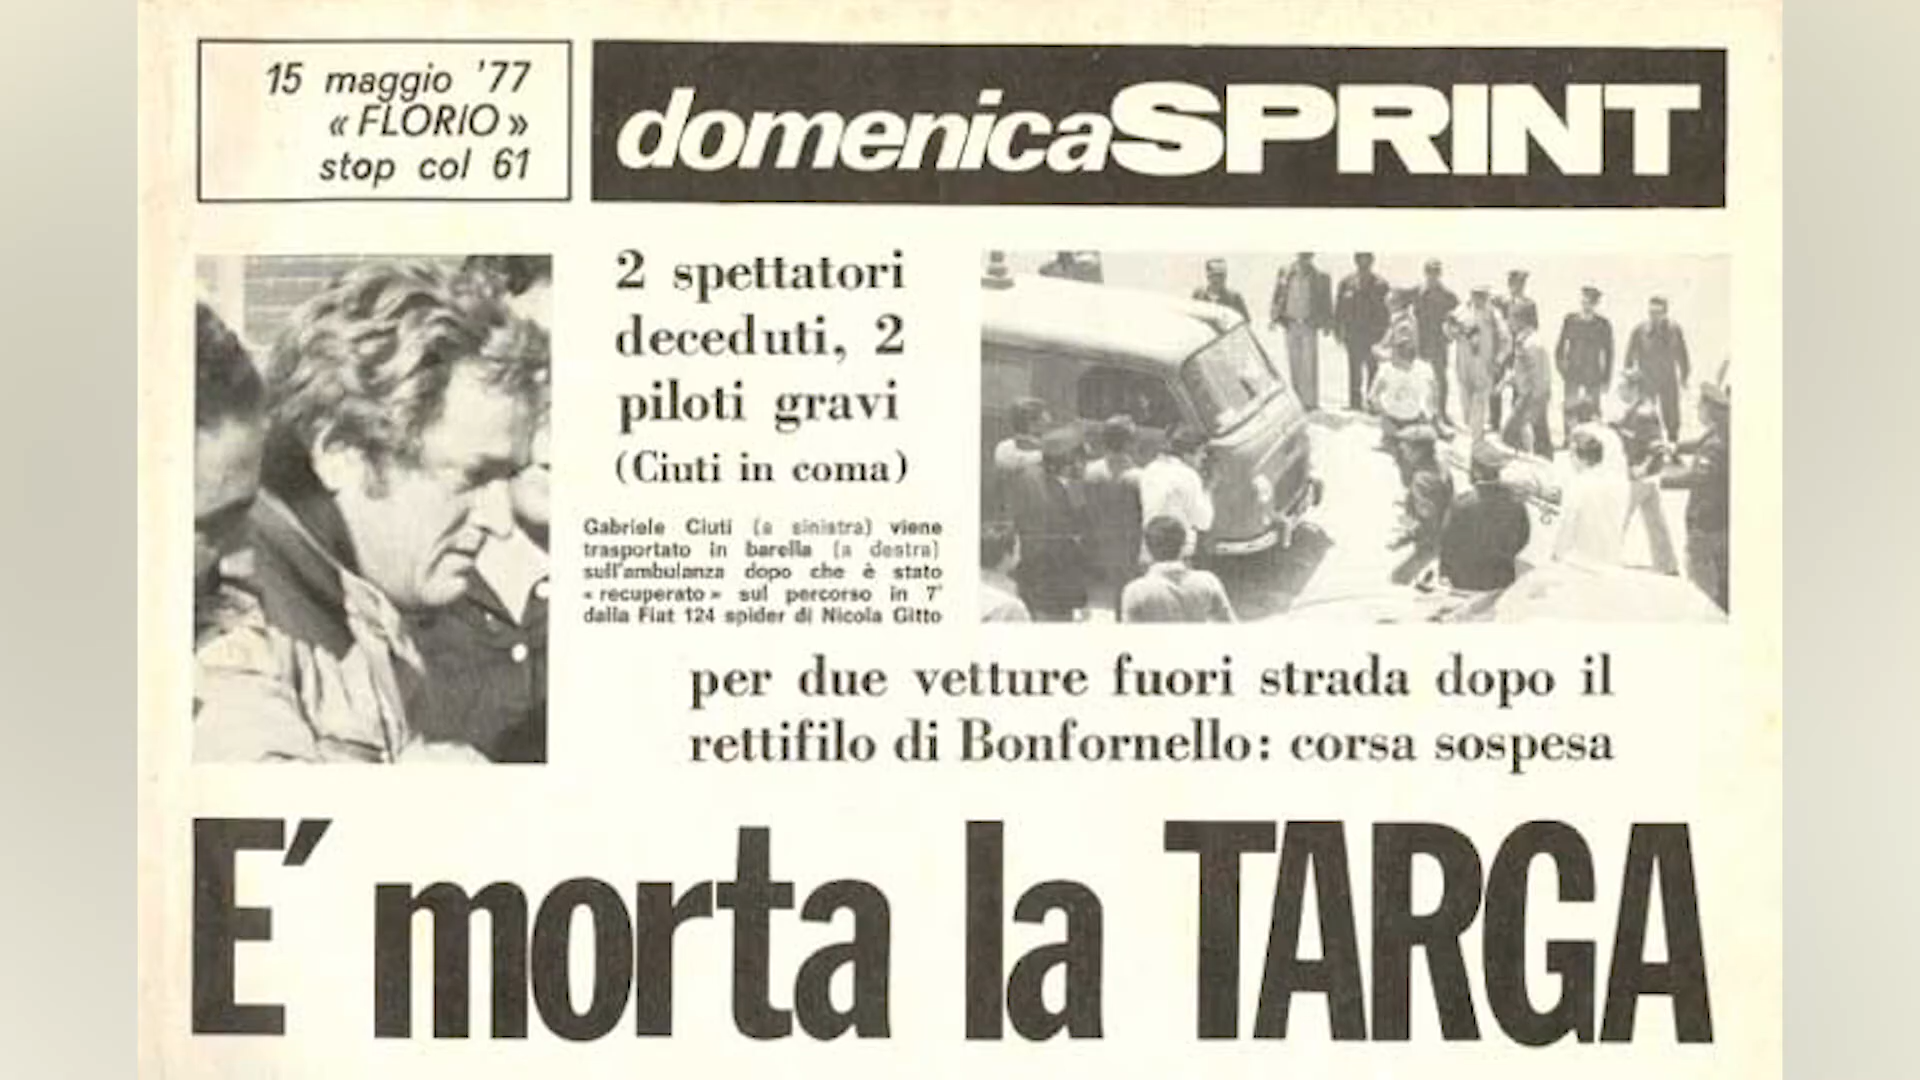 15 maggio '77
« FLORIO »
stop col 61
domenicaSPRINT
2 spettatori
deceduti, 2
piloti gravi
(Ciuti in coma)
Gabriele Ciuti (a sinistra) viene
trasportato in barella (a destra)
sull'ambulanza dopo che è stato
« recuperato » sul percorso in 7'
dalla Fiat 124 spider di Nicola Gitto
per due vetture fuori strada dopo il
rettifilo di Bonfornello: corsa sospesa
E' morta la TARGA